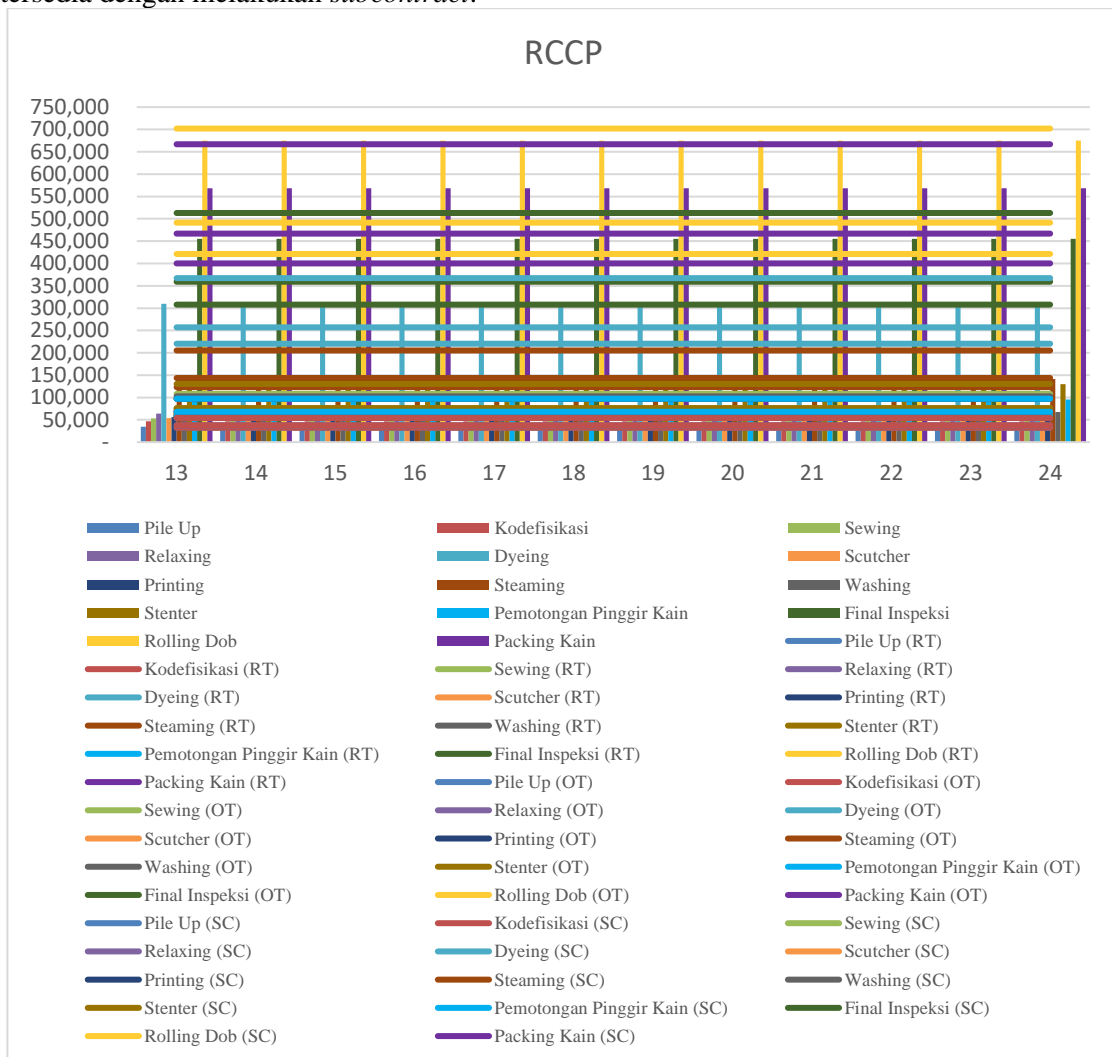 tersedia dengan melakukan subcontract.
RCCP
750,000
700,000
650,000
600,000
550,000
500,000
450,000
400,000
350,000
300,000
250,000
200,000
150,000
100,000
50,000
-
13 14 15 16 17 18 19 20 21 22 23 24
Pile Up Kodefisikasi Sewing
Relaxing Dyeing Scutcher
Printing Steaming Washing
Stenter Pemotongan Pinggir Kain Final Inspeksi
Rolling Dob Packing Kain Pile Up (RT)
Kodefisikasi (RT) Sewing (RT) Relaxing (RT)
Dyeing (RT) Scutcher (RT) Printing (RT)
Steaming (RT) Washing (RT) Stenter (RT)
Pemotongan Pinggir Kain (RT) Final Inspeksi (RT) Rolling Dob (RT)
Packing Kain (RT) Pile Up (OT) Kodefisikasi (OT)
Sewing (OT) Relaxing (OT) Dyeing (OT)
Scutcher (OT) Printing (OT) Steaming (OT)
Washing (OT) Stenter (OT) Pemotongan Pinggir Kain (OT)
Final Inspeksi (OT) Rolling Dob (OT) Packing Kain (OT)
Pile Up (SC) Kodefisikasi (SC) Sewing (SC)
Relaxing (SC) Dyeing (SC) Scutcher (SC)
Printing (SC) Steaming (SC) Washing (SC)
Stenter (SC) Pemotongan Pinggir Kain (SC) Final Inspeksi (SC)
Rolling Dob (SC) Packing Kain (SC)